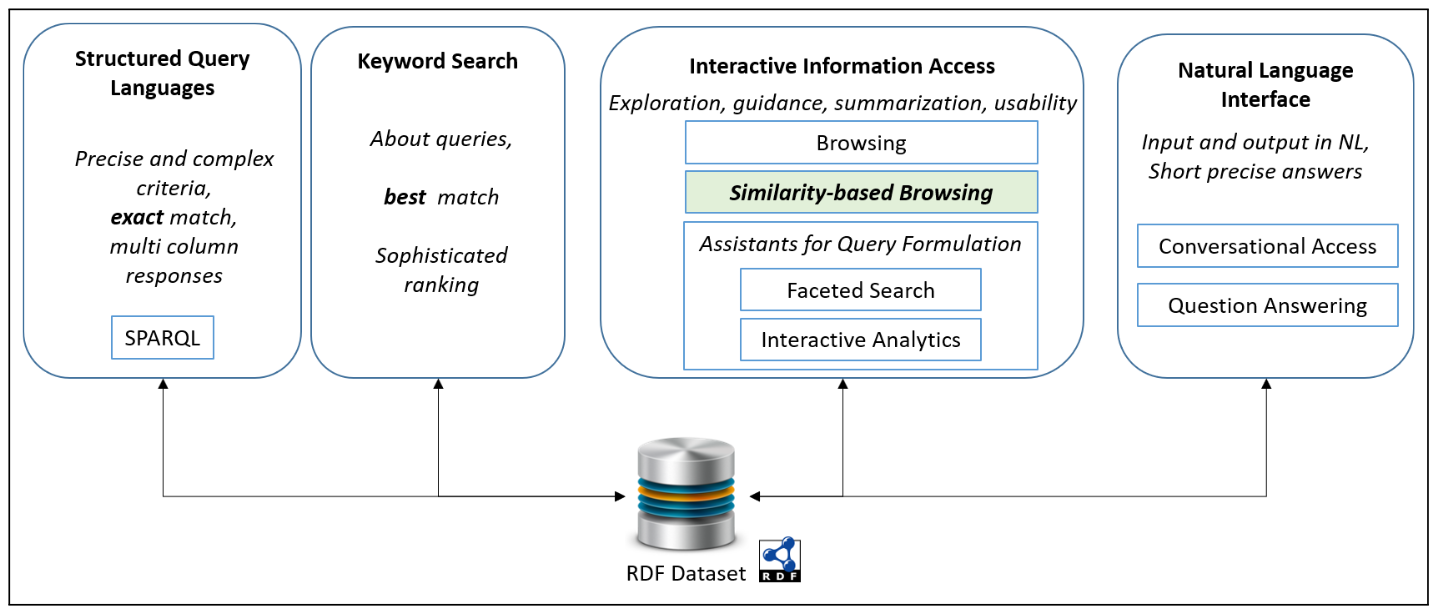 Structured Query
Languages
Precise and complex
criteria,
exact match,
multi column
responses
SPARQL
Keyword Search
About queries,
best match
Sophisticated
ranking
Interactive Information Access
Exploration, guidance, summarization, usability
Browsing
Similarity-based Browsing
Assistants for Query Formulation
Faceted Search
Interactive Analytics
Natural Language
Interface
Input and output in NL,
Short precise answers
Conversational Access
Question Answering
RDF Dataset
RDF